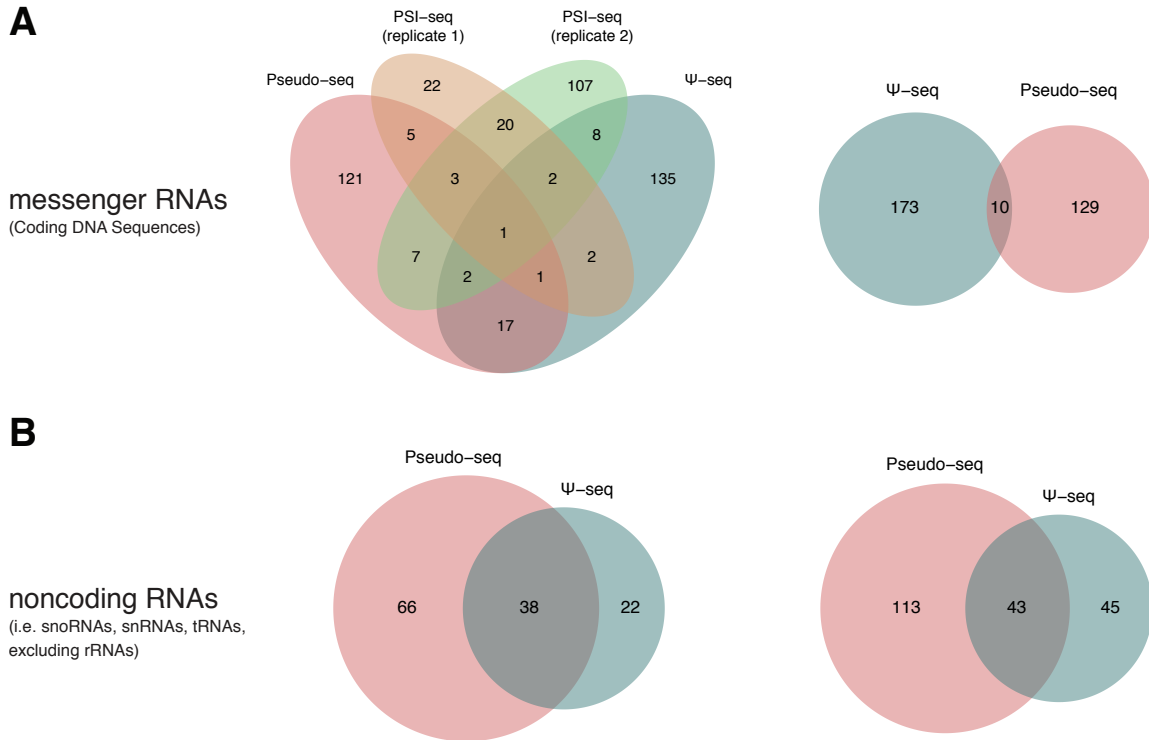 A
PSI−seq
(replicate 1)
PSI−seq
(replicate 2)
Pseudo−seq
Ψ−seq
22
107
5
20
8
121
3
2
135
1
7
2
1
2
17
messenger RNAs
(Coding DNA Sequences)
Ψ−seq
Pseudo−seq
173
10
129
B
noncoding RNAs
(i.e. snoRNAs, snRNAs, tRNAs,
excluding rRNAs)
Pseudo−seq
Ψ−seq
66
38
22
Pseudo−seq
Ψ−seq
113
43
45